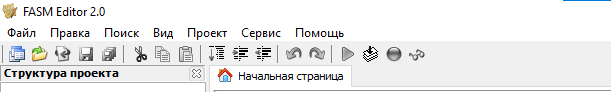 FASM Editor 2.0
Файл Правка Поиск Вид Проект Сервис Помощь
Структура проекта
Начальная страница